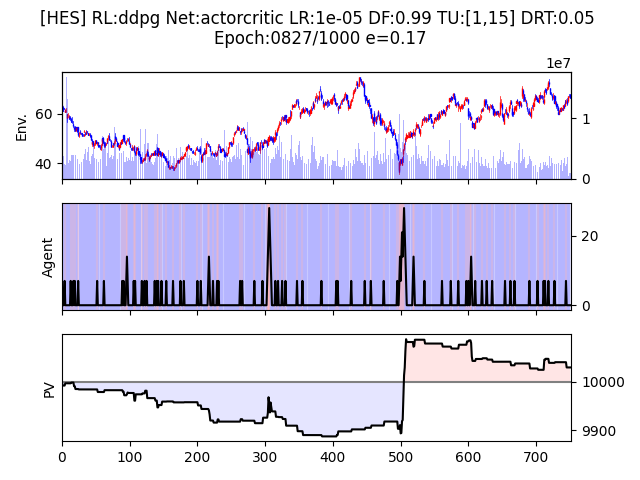 [HES] RL:ddpg Net:actorcritic LR:1e-05 DF:0.99 TU:[1,15] DRT:0.05
Epoch:0827/1000 e=0.17
1e7
Env.
60
40
1
0
Agent
20
0
PV
10000
9900
0 100 200 300 400 500 600 700